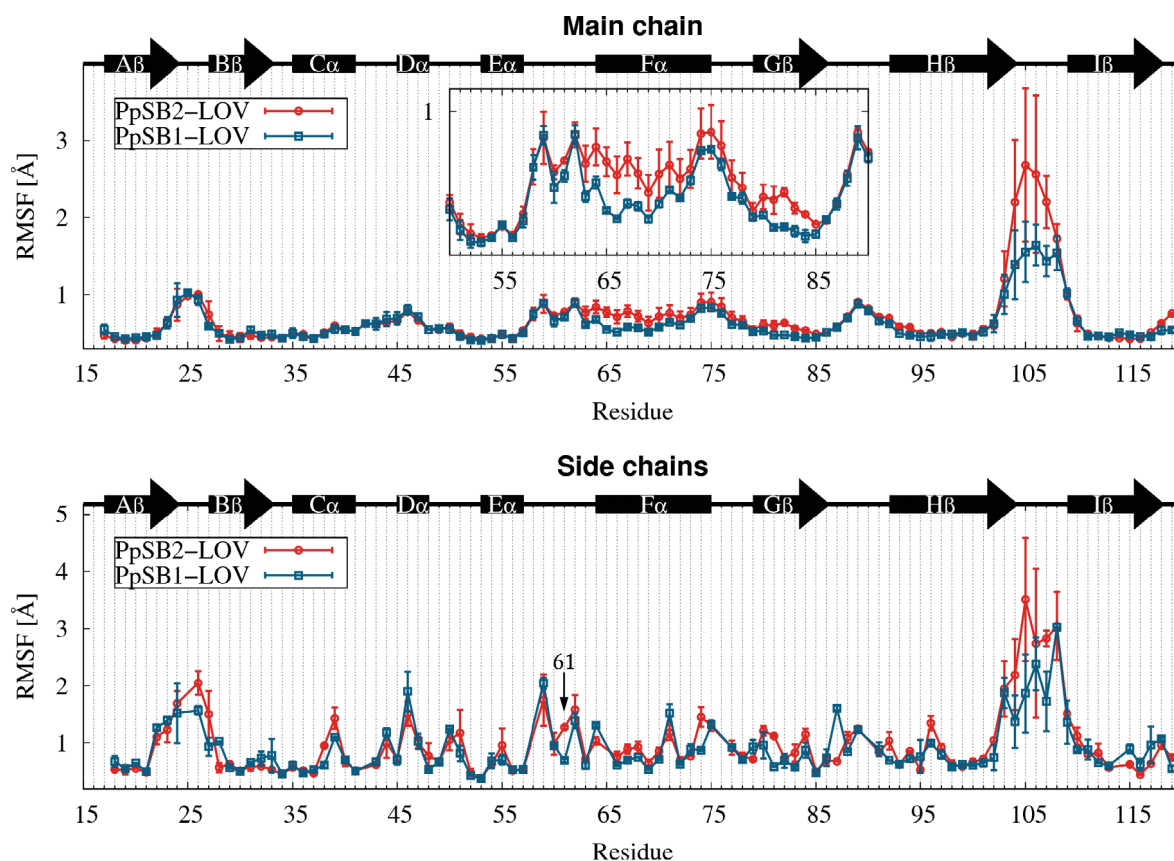 Main chain
Aβ Bβ Cα Dα Eα Fα Gβ Hβ Iβ
PpSB2-LOV
PpSB1-LOV
RMSF [Å]
3
2
1
1
55 65 75 85
15 25 35 45 55 65 75 85 95 105 115
Residue
Side chains
Aβ Bβ Cα Dα Eα Fα Gβ Hβ Iβ
PpSB2-LOV
PpSB1-LOV
RMSF [Å]
5
4
3
2
1
61
15 25 35 45 55 65 75 85 95 105 115
Residue